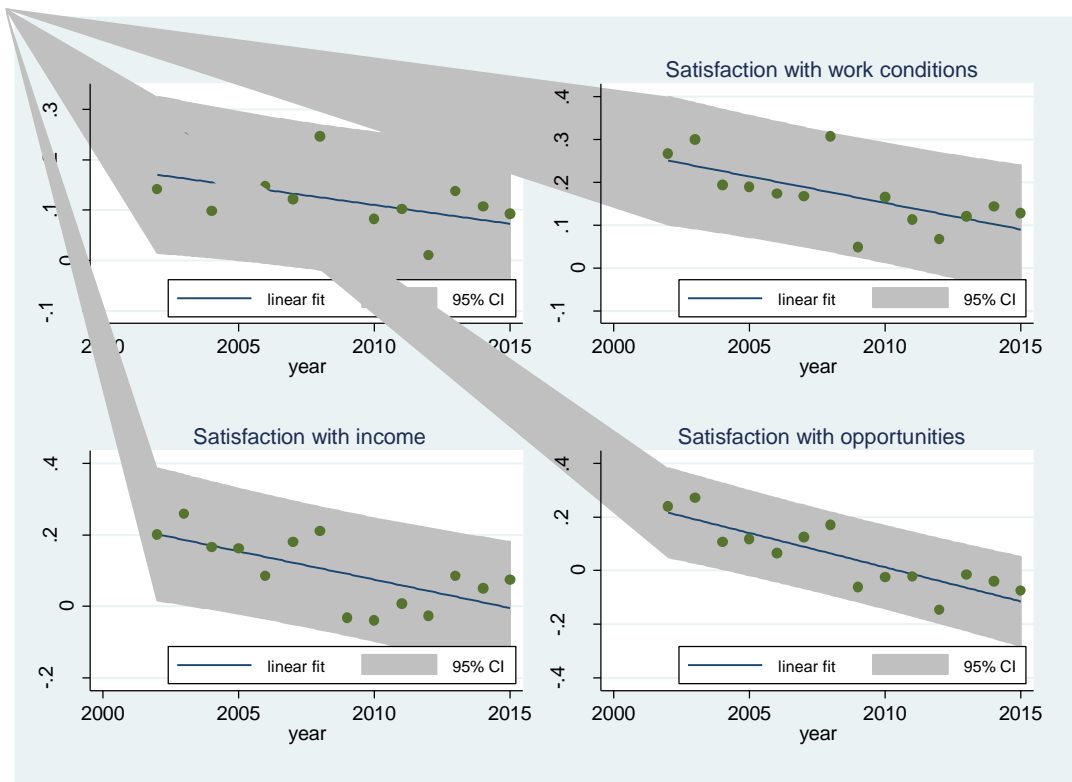 Satisfaction with work conditions
.3
.1
0
-.1
linear fit
95% CI
2000
2005
2010
2015
year
.4
.3
.2
.1
0
-.1
linear fit
95% CI
2000
2005
2010
2015
year
Satisfaction with income
.4
.2
0
-.2
linear fit
95% CI
2000
2005
2010
2015
year
Satisfaction with opportunities
.4
.2
0
-.2
-.4
linear fit
95% CI
2000
2005
2010
2015
year